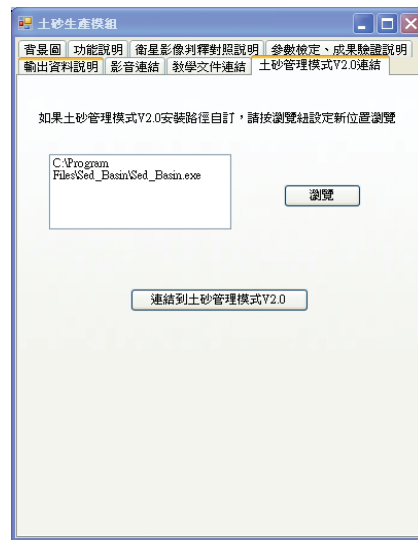 土砂生產模組
背景圖 功能說明 衛星影像判釋對照說明 參數檢定、成果驗證說明
輸出資料說明 影音連結 教學文件連結 土砂管理模式V2.0連結
如果土砂管理模式V2.0安裝路徑自訂，請按瀏覽紐設定新位置瀏覽
C:\Program
Files\Sed_Basin\Sed_Basin.exe
瀏覽
連結到土砂管理模式V2.0